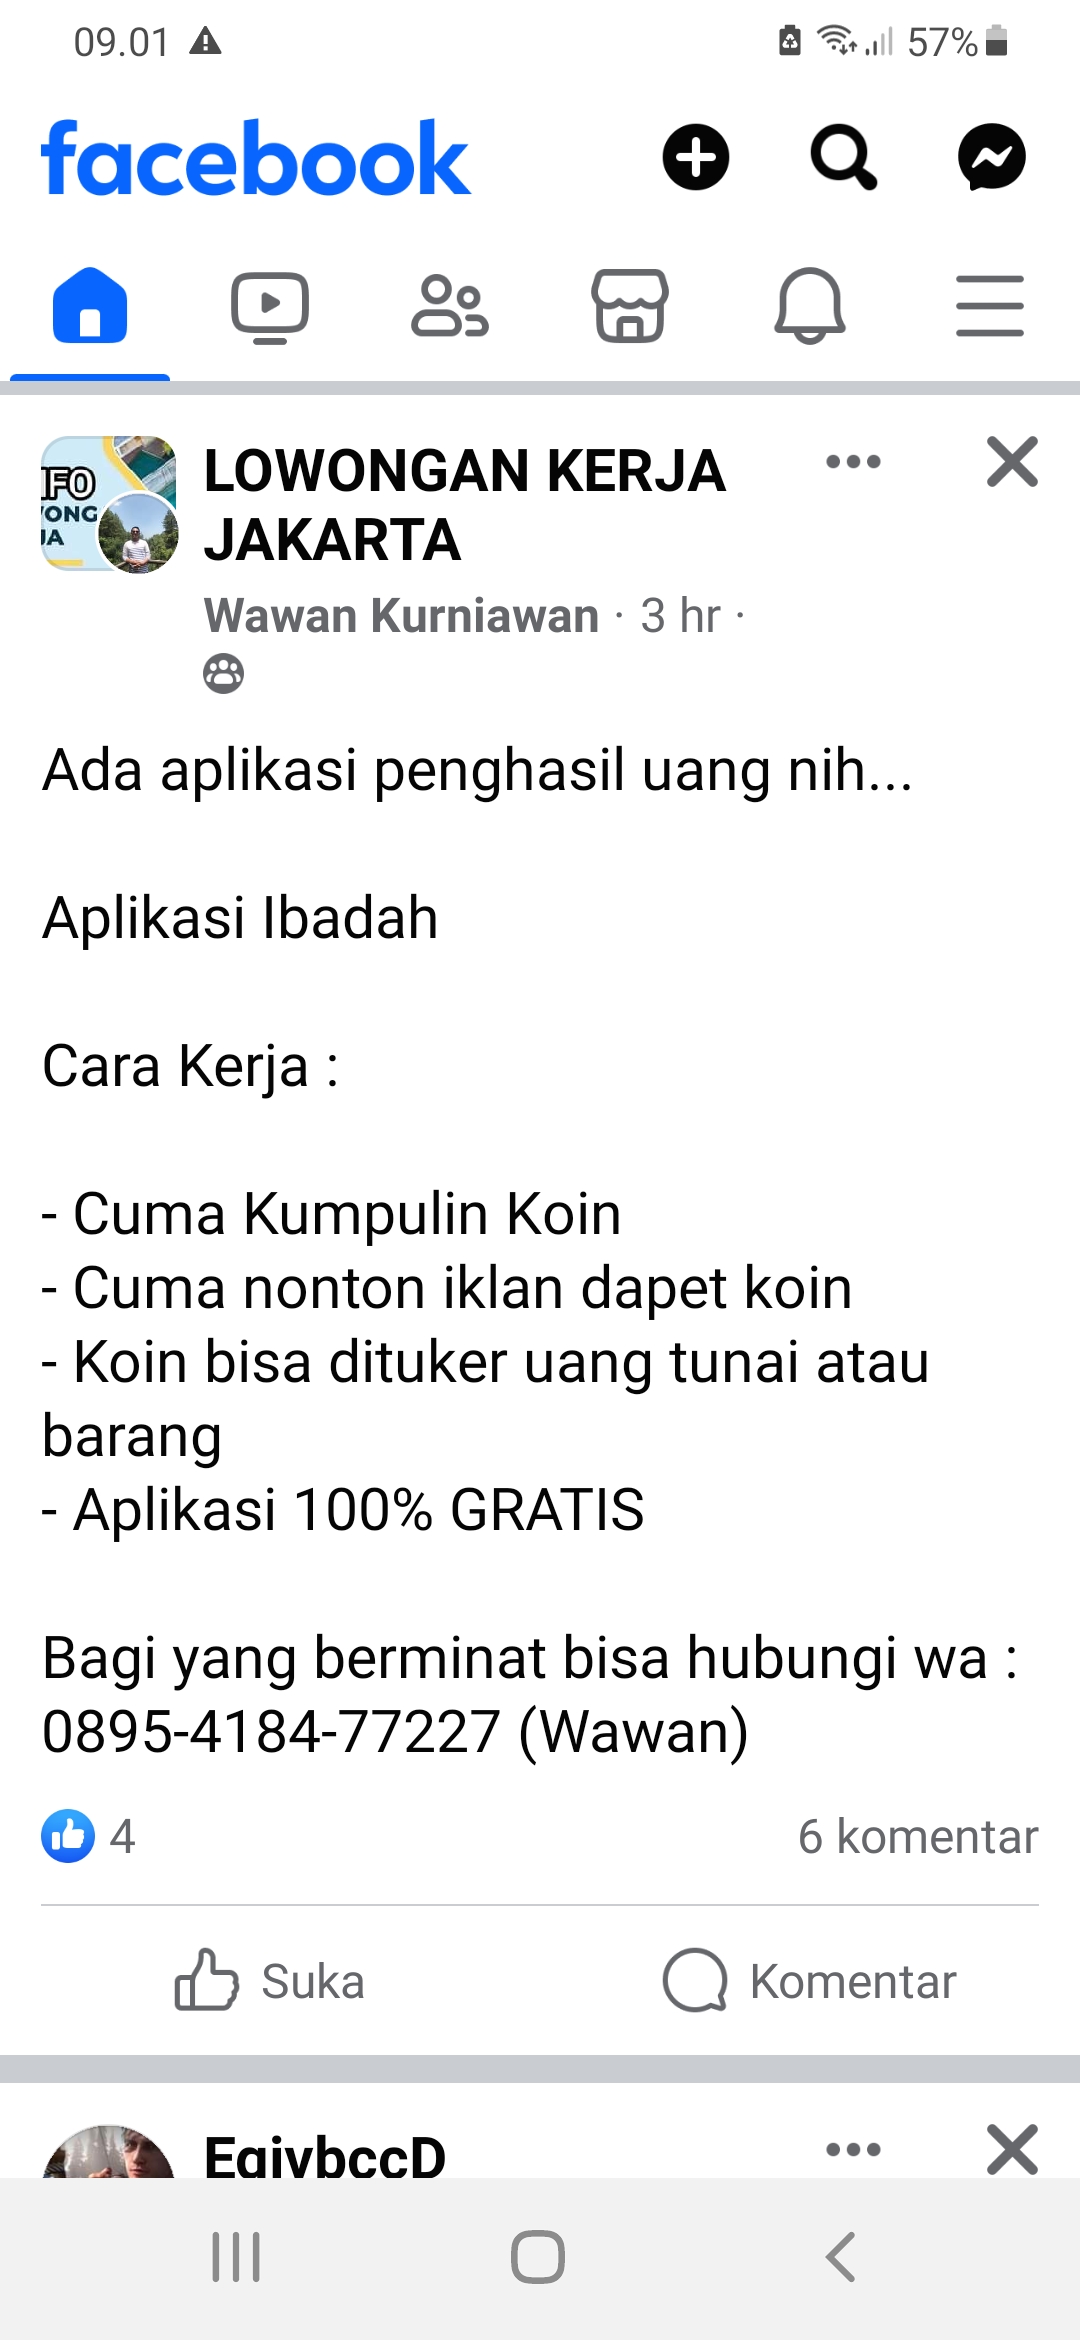 09.01
57%
facebook
IFO
ONG
JA
LOWONGAN KERJA
JAKARTA
Wawan Kurniawan · 3 hr ·
Ada aplikasi penghasil uang nih...
Aplikasi Ibadah
Cara Kerja :
- Cuma Kumpulin Koin
- Cuma nonton iklan dapet koin
- Koin bisa dituker uang tunai atau
barang
- Aplikasi 100% GRATIS
Bagi yang berminat bisa hubungi wa :
0895-4184-77227 (Wawan)
4
6 komentar
Suka
Komentar